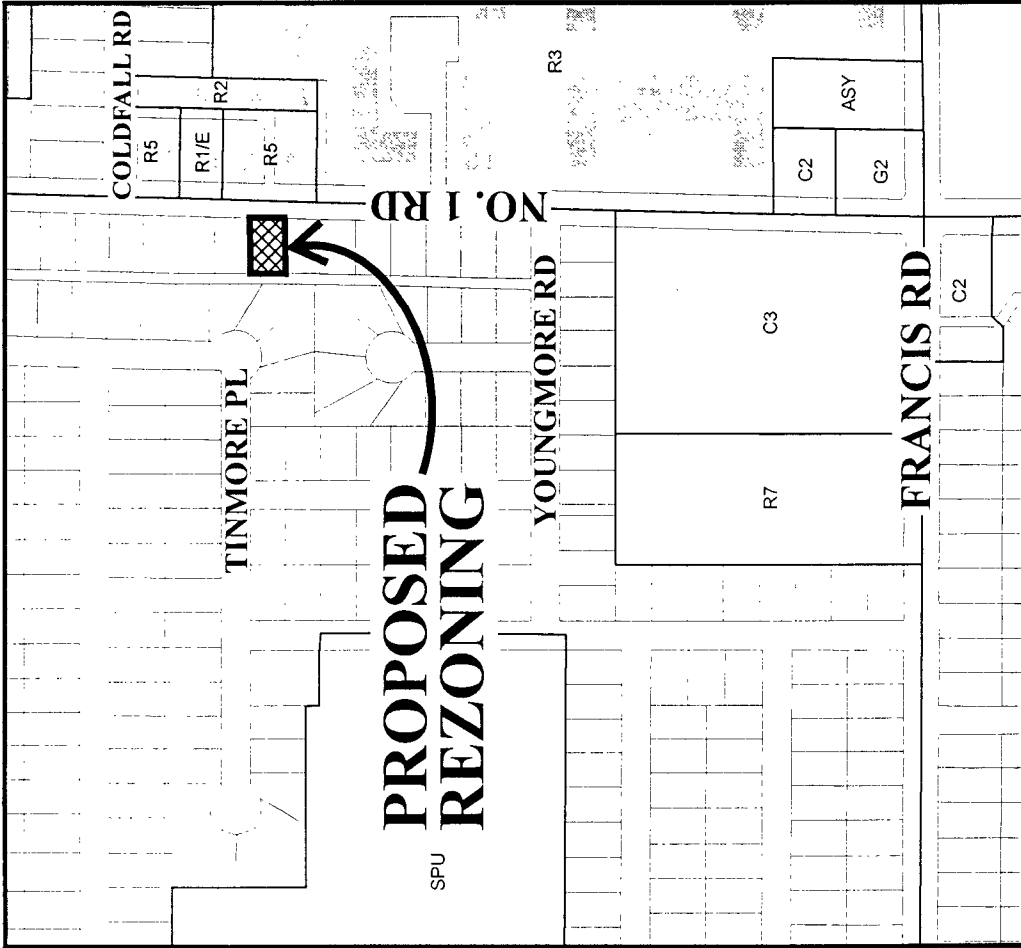 COLDFALL RD
R2
R5
R1/E
R5
R3
NO. 1 RD
TINMORE PL
ASY
C2
G2
YOUNGMORE RD
PROPOSED
REZONING
C3
R7
FRANCIS RD
C2
SPU